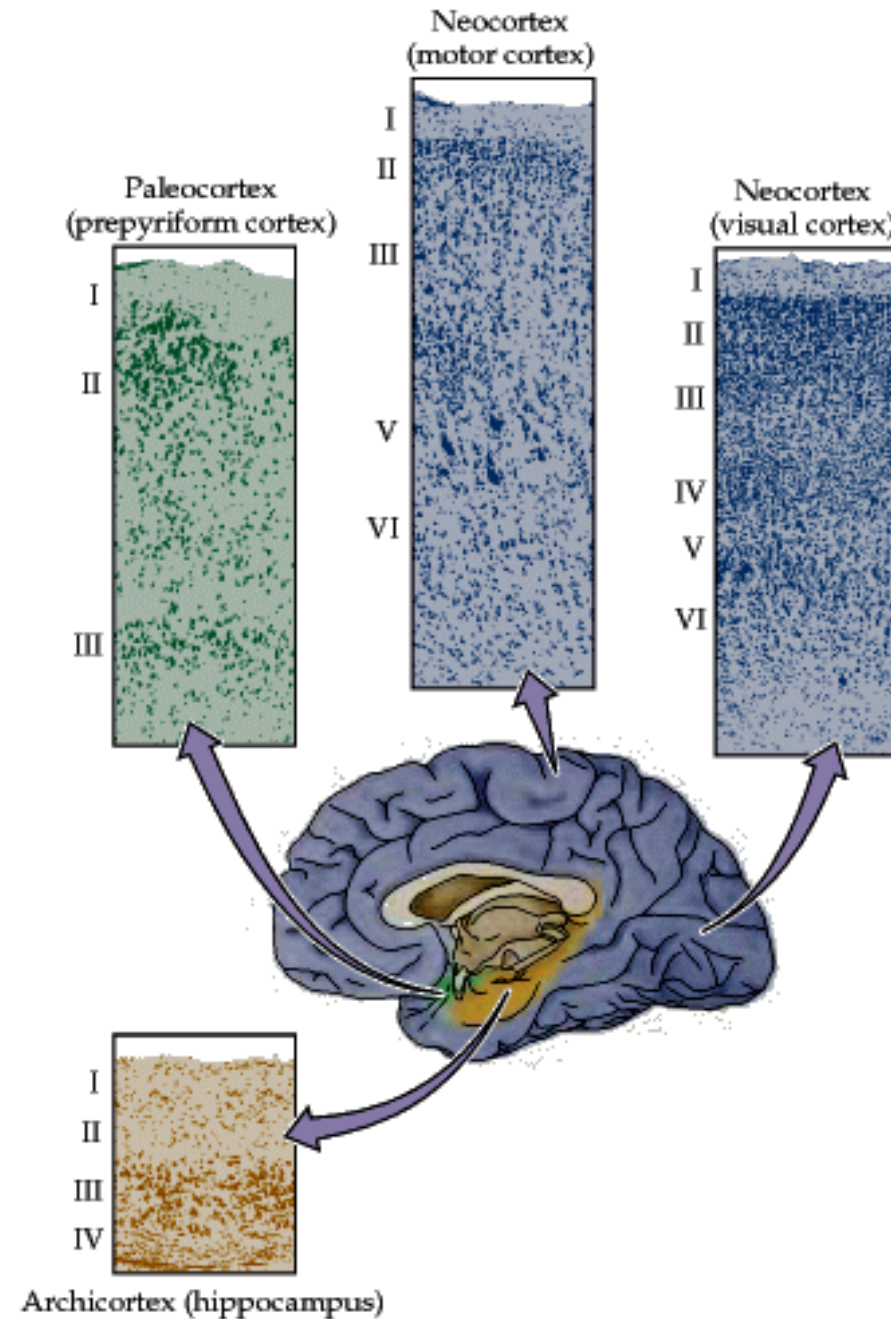 Neocortex
(motor cortex)
I
II
III
V
VI
Paleocortex
(prepyriform cortex)
I
II
III
Neocortex
(visual cortex)
I
II
III
IV
V
VI
I
II
III
IV
Archicortex (hippocampus)